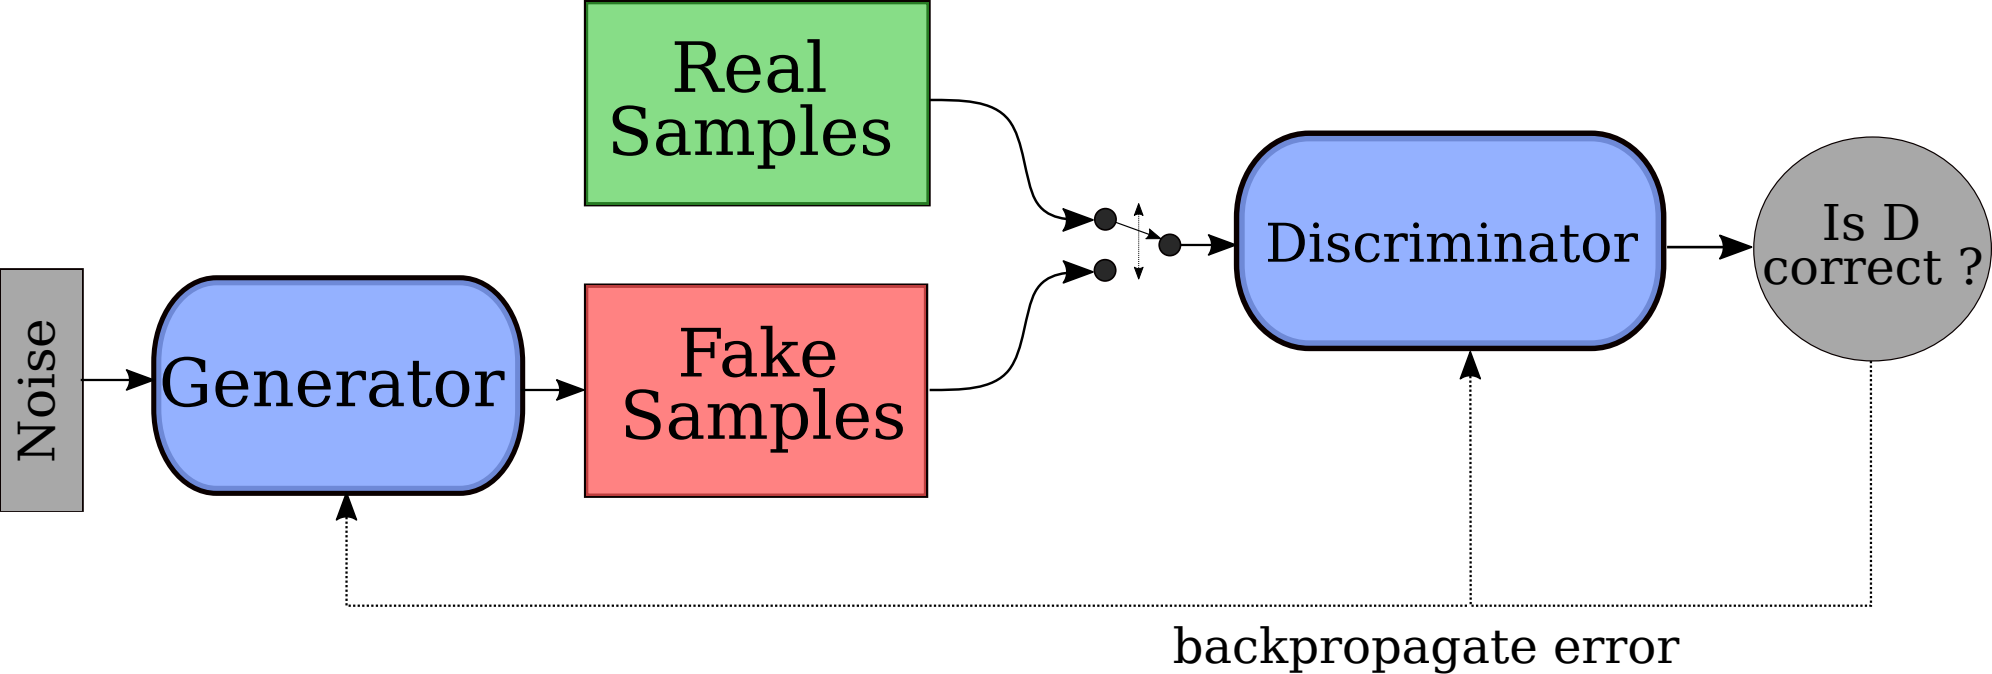 Real
Samples
Noise
Generator
Fake
Samples
Discriminator
Is D
correct ?
backpropagate error